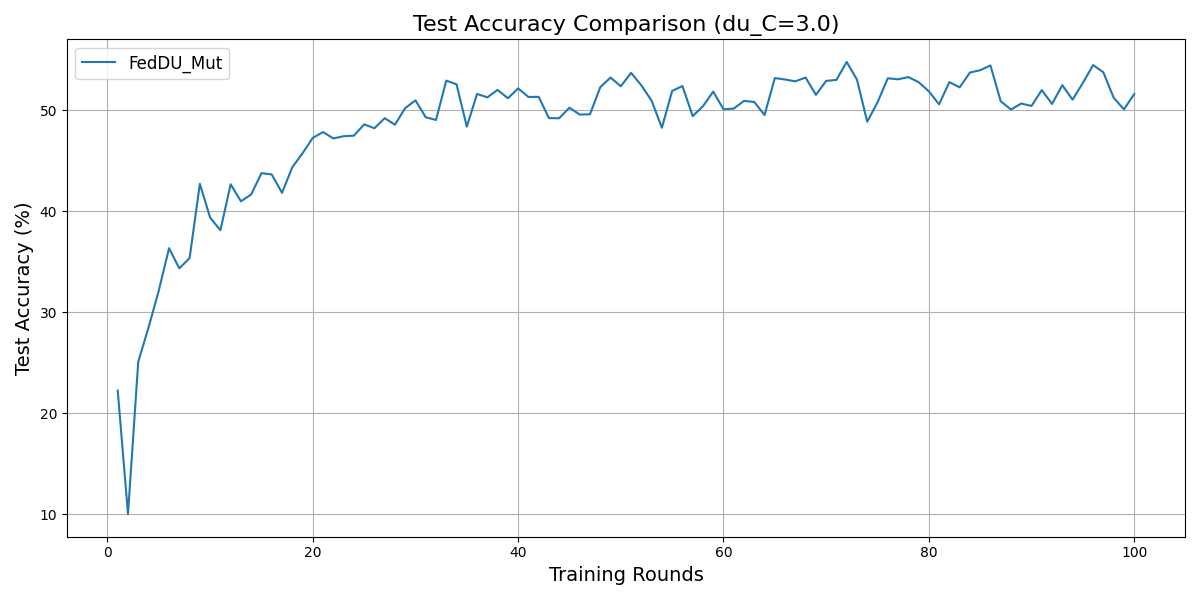 Test Accuracy Comparison (du_C=3.0)
FedDU_Mut
Test Accuracy (%)
50
40
30
20
10
0 20 40 60 80 100
Training Rounds